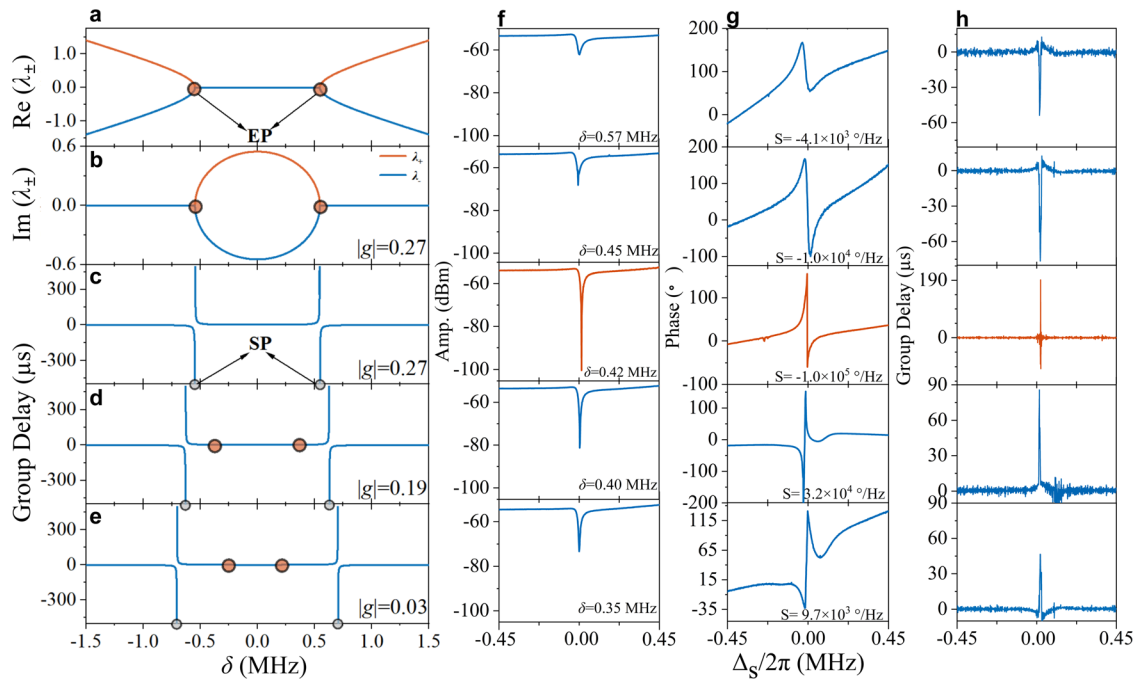 a
Re (λ±)
1.0
0.0
-1.0
EP
b
Im (λ±)
0.6
0.0
-0.6
λ+
λ-
|g|=0.27
c
300
0
-300
SP
|g|=0.27
Group Delay (μs)
d
300
0
-300
|g|=0.19
e
300
0
-300
|g|=0.03
-1.5 -1.0 -0.5 0.0 0.5 1.0 1.5
δ (MHz)
f
Amp. (dBm)
-60
-80
-100
δ=0.57 MHz
-60
-80
-100
δ=0.45 MHz
-60
-80
-100
δ=0.42 MHz
-60
-80
-100
δ=0.40 MHz
-60
-80
-100
δ=0.35 MHz
-0.45 0.00 0.45
g
Phase (°)
200
100
0
S= -4.1×10³ °/Hz
200
100
0
-100
S= -1.0×10⁴ °/Hz
200
100
0
-100
S= -1.0×10⁵ °/Hz
100
0
-100
-200
S= 3.2×10⁴ °/Hz
115
65
15
-35
S= 9.7×10³ °/Hz
-0.45 0.00 0.45
Δs/2π (MHz)
h
Group Delay (μs)
0
-30
-60
0
-30
-60
190
0
-110
90
60
30
0
90
60
30
0
-0.45 0.00 0.45